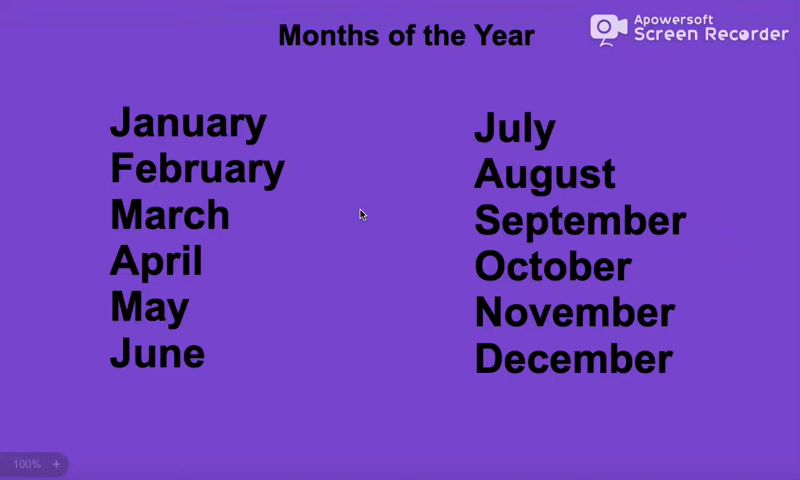 Months of the Year
Apowersoft
Screen Recorder
January
February
March
April
May
June
July
August
September
October
November
December
100% +